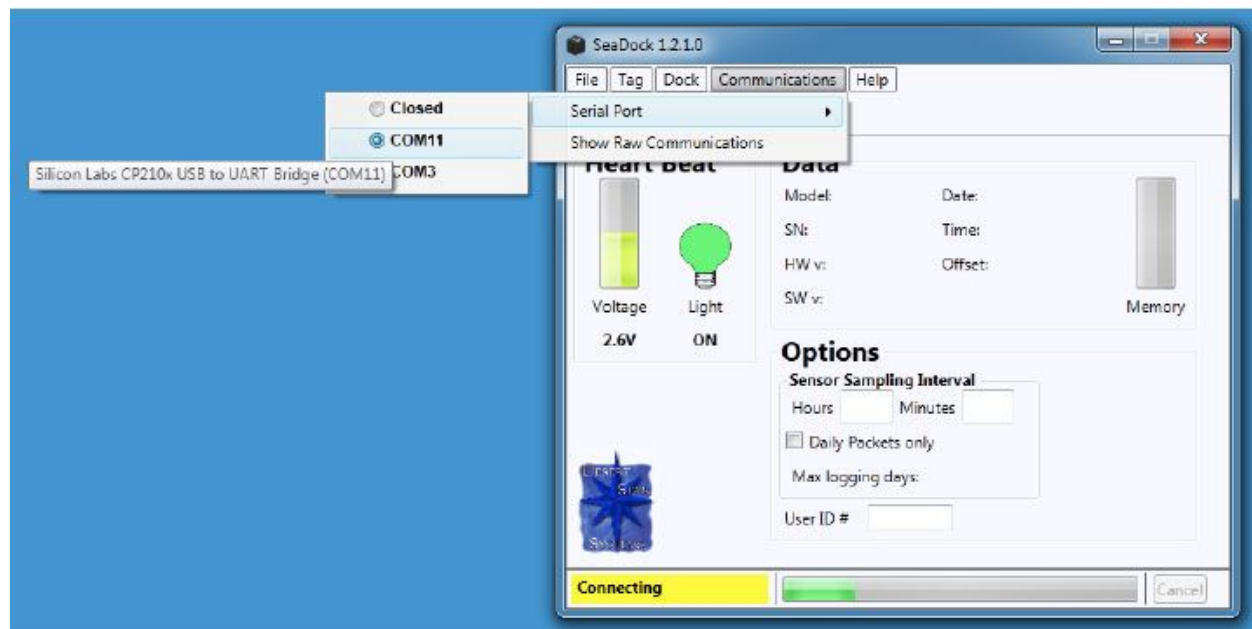 SeaDock 1.2.1.0
File Tag Dock Communications Help
Closed
COM11
COM3
Silicon Labs CP210x USB to UART Bridge (COM11)
Serial Port
Show Raw Communications
Heart Beat
Voltage
2.6V
Light
ON
Data
Model:
SN:
HW v:
SW v:
Date:
Time:
Offset:
Memory
Options
Sensor Sampling Interval
Hours
Minutes
Daily Packets only
Max logging days:
User ID #
Desert
Star
Systems
Connecting
Cancel